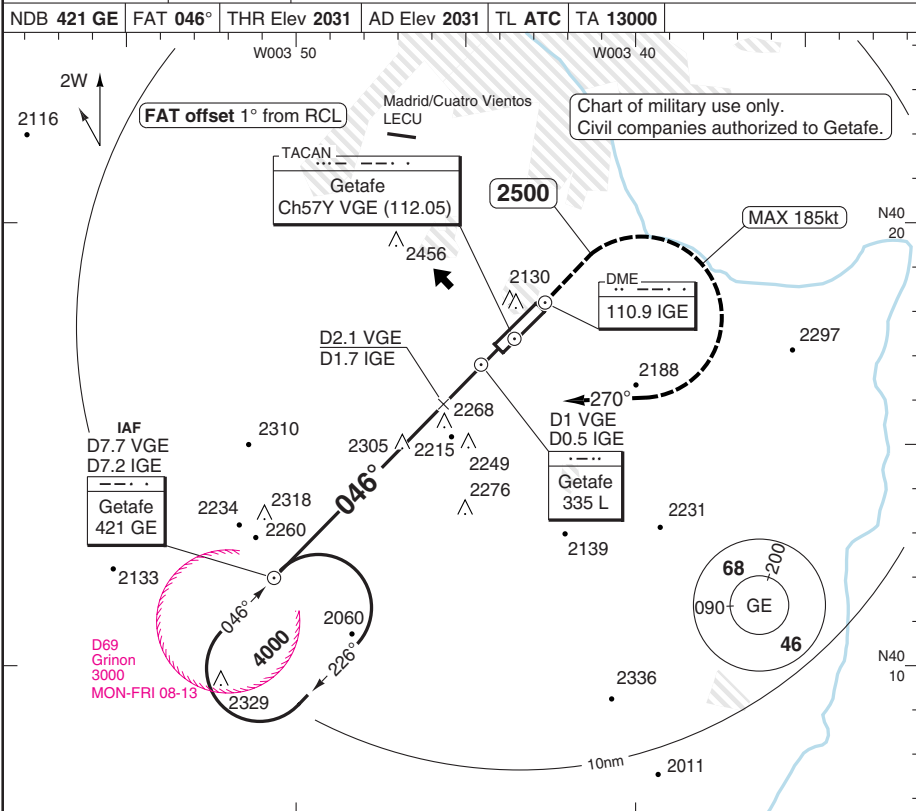 NDB 421 GE FAT 046° THR Elev 2031 AD Elev 2031 TL ATC TA 13000
W003 50
W003 40
2W
2116
FAT offset 1° from RCL
Madrid/Cuatro Vientos
LECU
Chart of military use only.
Civil companies authorized to Getafe.
TACAN
Getafe
Ch57Y VGE (112.05)
2500
MAX 185kt
N40
20
2456
2130
DME
110.9 IGE
2297
D2.1 VGE
D1.7 IGE
2188
270°
2268
D1 VGE
D0.5 IGE
2310
2305
2215
2249
IAF
D7.7 VGE
D7.2 IGE
Getafe
421 GE
046°
2276
Getafe
335 L
2318
2234
2260
2231
2139
2133
68
200
090
GE
46
046°
2060
4000
226°
D69
Grinon
3000
MON-FRI 08-13
2329
N40
10
2336
10nm
2011